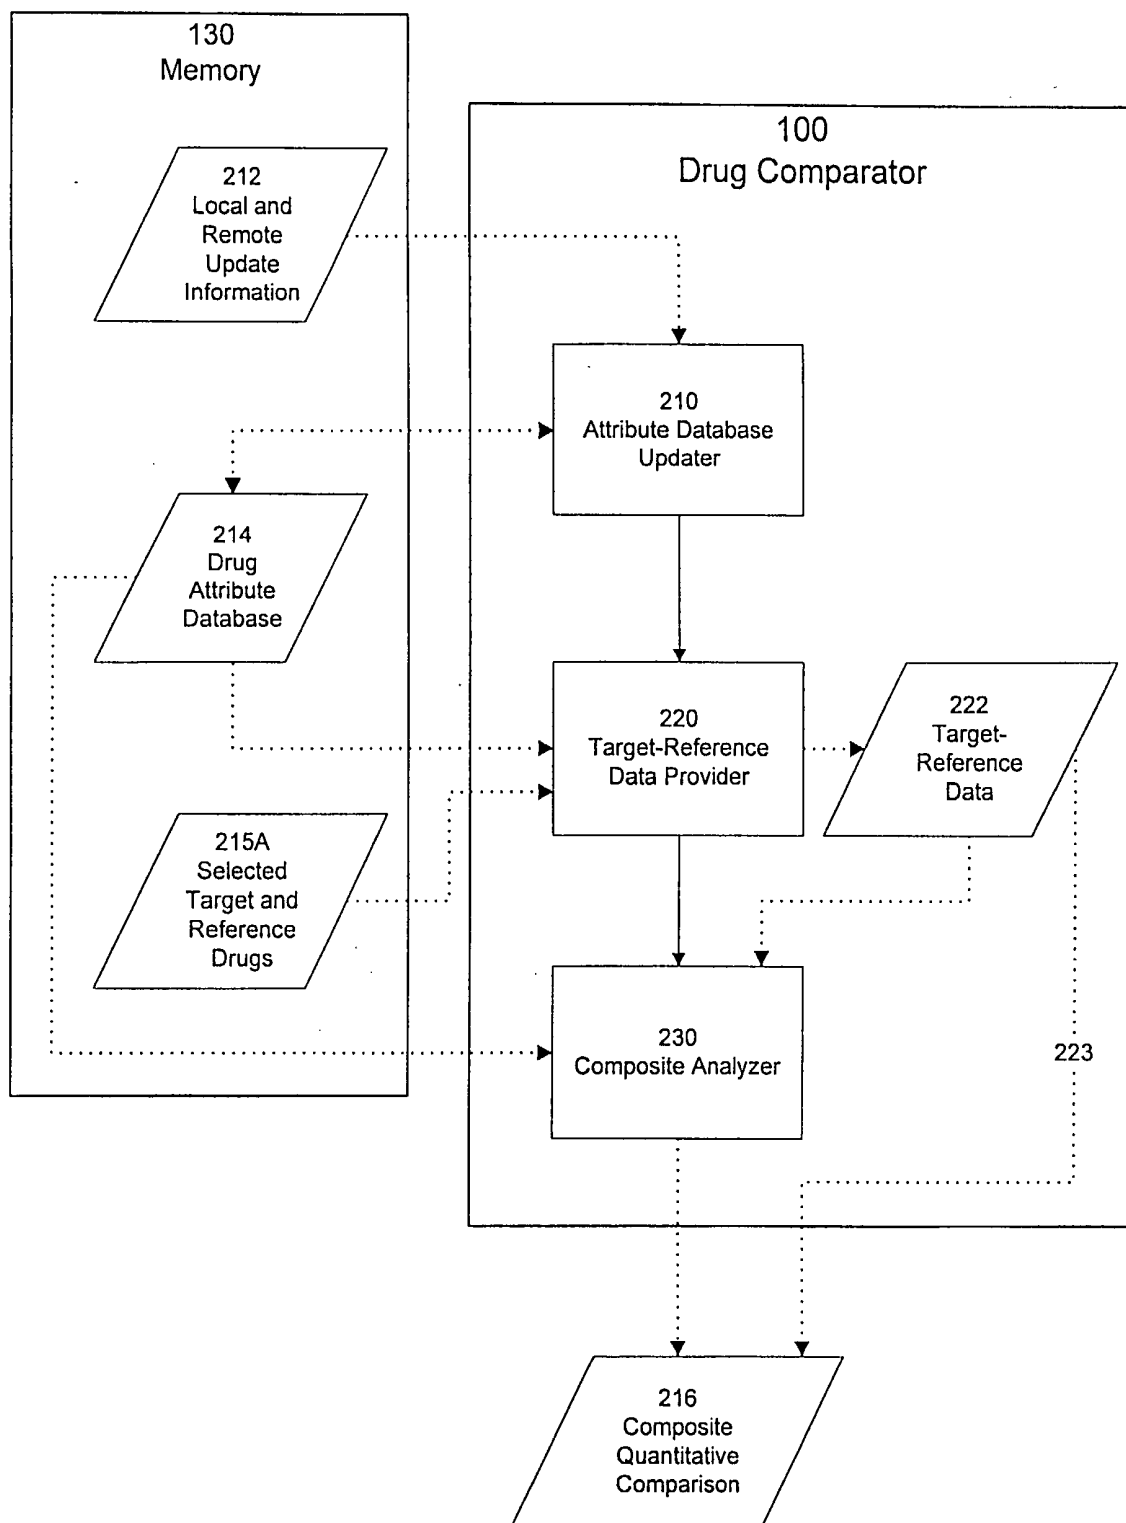 130
Memory
100
Drug Comparator
212
Local and
Remote
Update
Information
210
Attribute Database
Updater
214
Drug
Attribute
Database
220
Target-Reference
Data Provider
222
Target-
Reference
Data
215A
Selected
Target and
Reference
Drugs
230
Composite Analyzer
223
216
Composite
Quantitative
Comparison